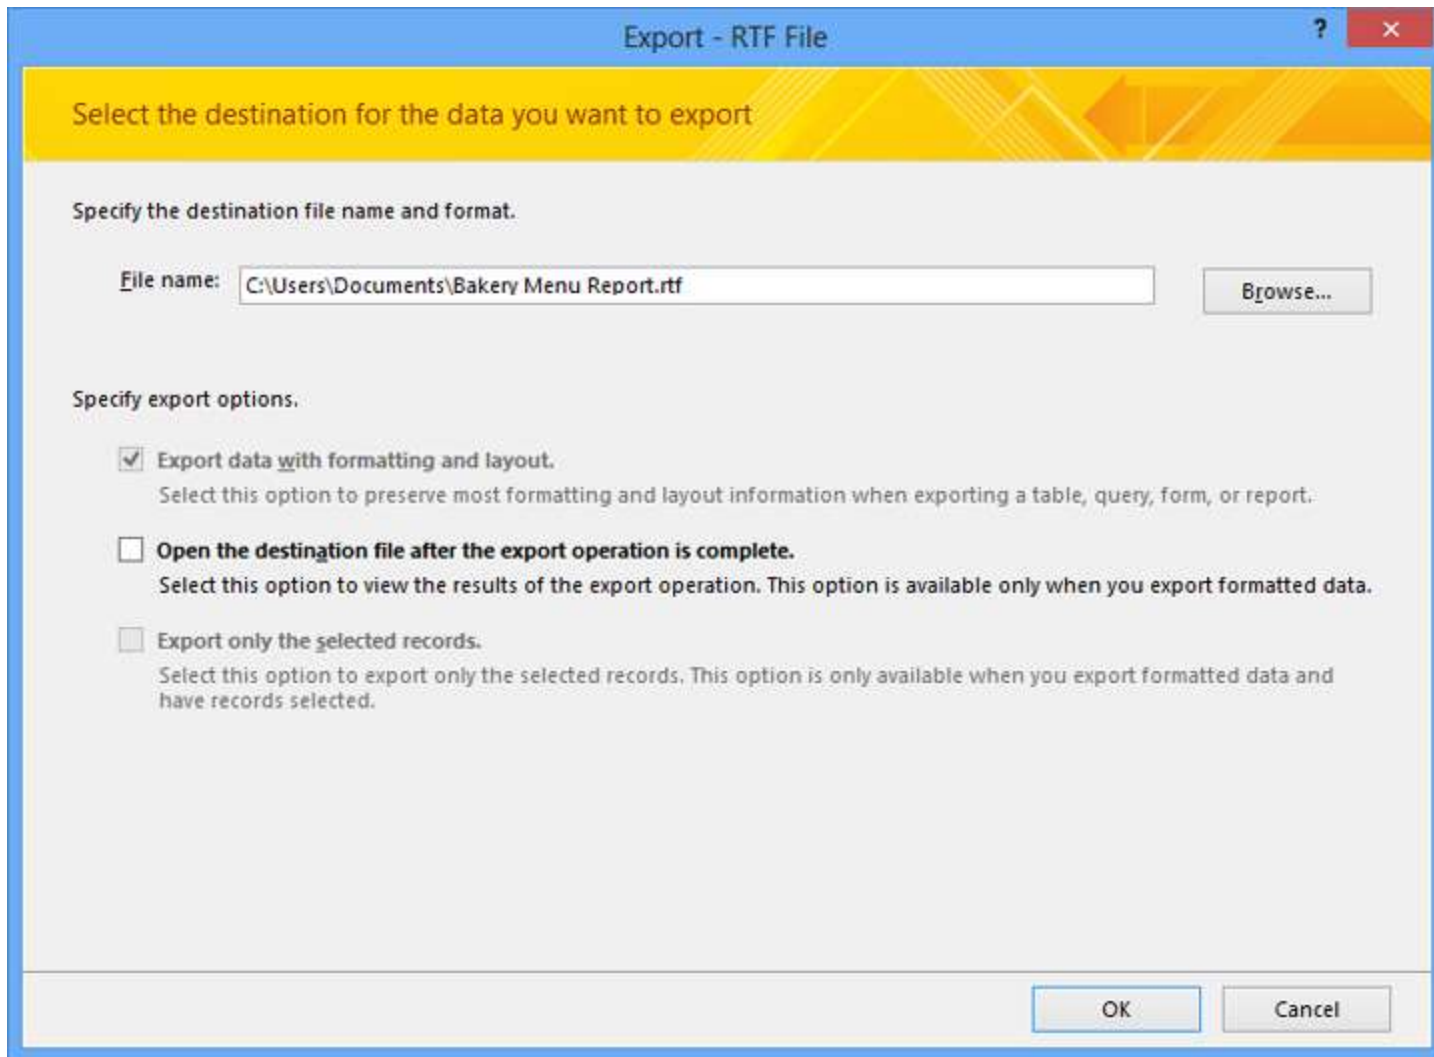 Export - RTF File
?
Select the destination for the data you want to export
Specify the destination file name and format.
File name: C:\Users\Documents\Bakery Menu Report.rtf Browse...
Specify export options.
Export data with formatting and layout.
Select this option to preserve most formatting and layout information when exporting a table, query, form, or report.
Open the destination file after the export operation is complete.
Select this option to view the results of the export operation. This option is available only when you export formatted data.
Export only the selected records.
Select this option to export only the selected records. This option is only available when you export formatted data and
have records selected.
OK Cancel